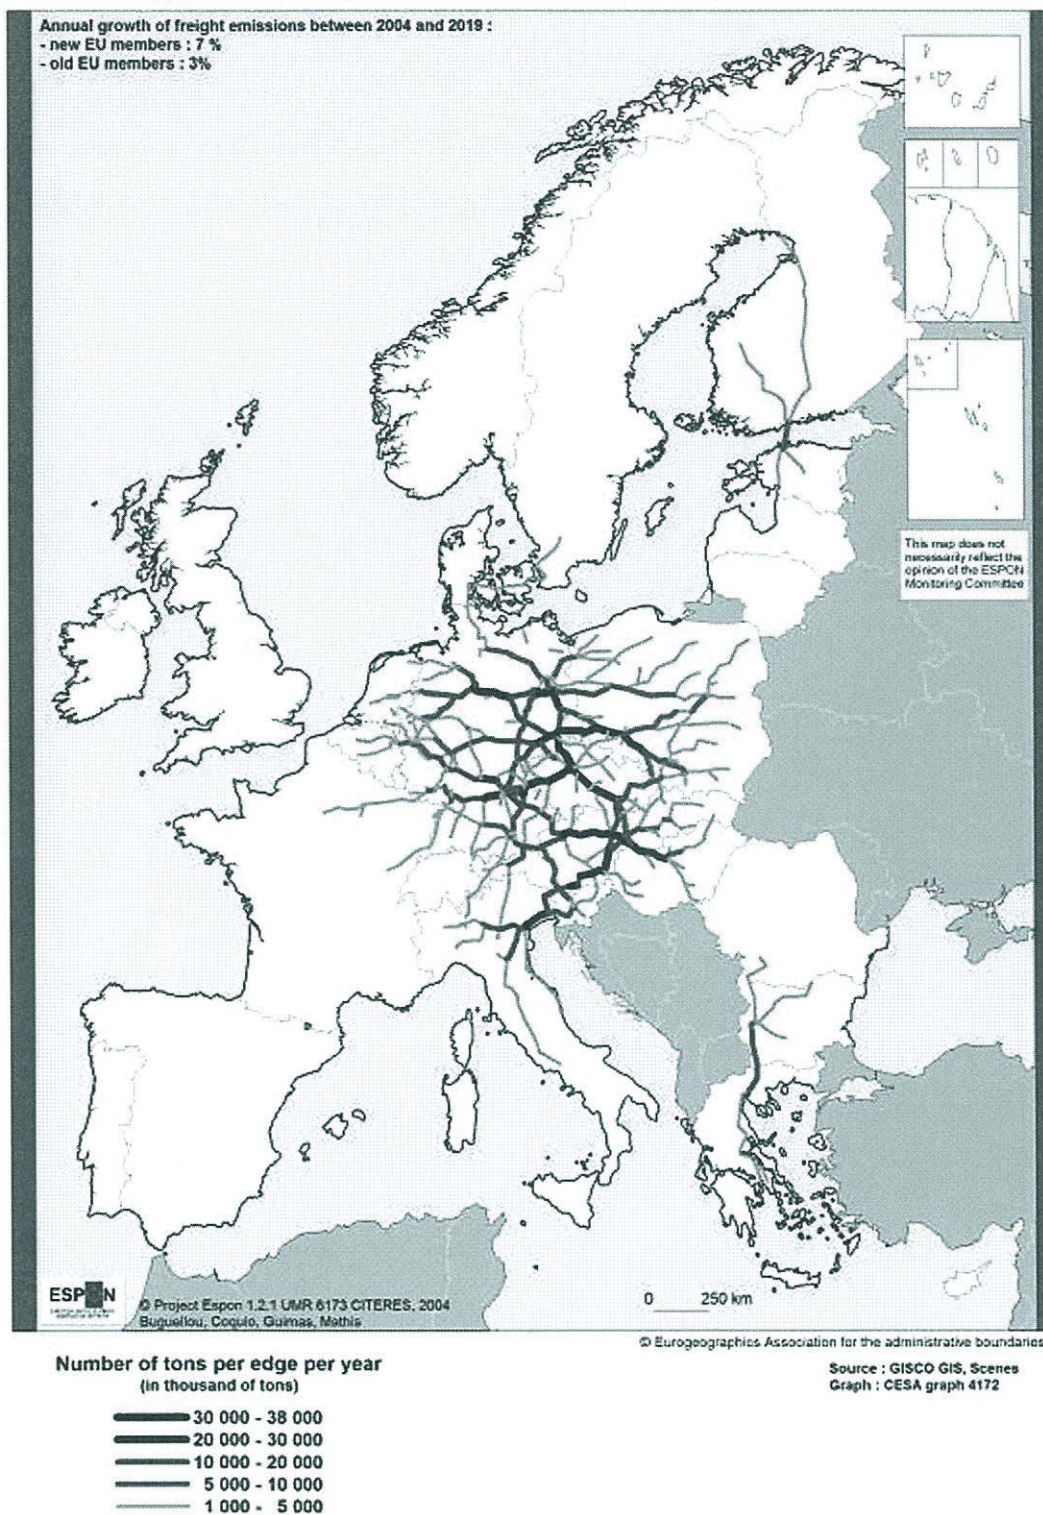 Annual growth of freight emissions between 2004 and 2019 :
- new EU members : 7 %
- old EU members : 3%
This map does not
necessarily reflect the
opinion of the ESPON
Monitoring Committee
ESPON
© Project Espon 1.2.1 UMR 6173 CITERES, 2004
Buguellou, Coquio, Guimas, Mathis
0 250 km
© Eurogeographics Association for the administrative boundaries
Number of tons per edge per year
(in thousand of tons)
30 000 - 38 000
20 000 - 30 000
10 000 - 20 000
5 000 - 10 000
1 000 - 5 000
Source : GISCO GIS, Scenes
Graph : CESA graph 4172